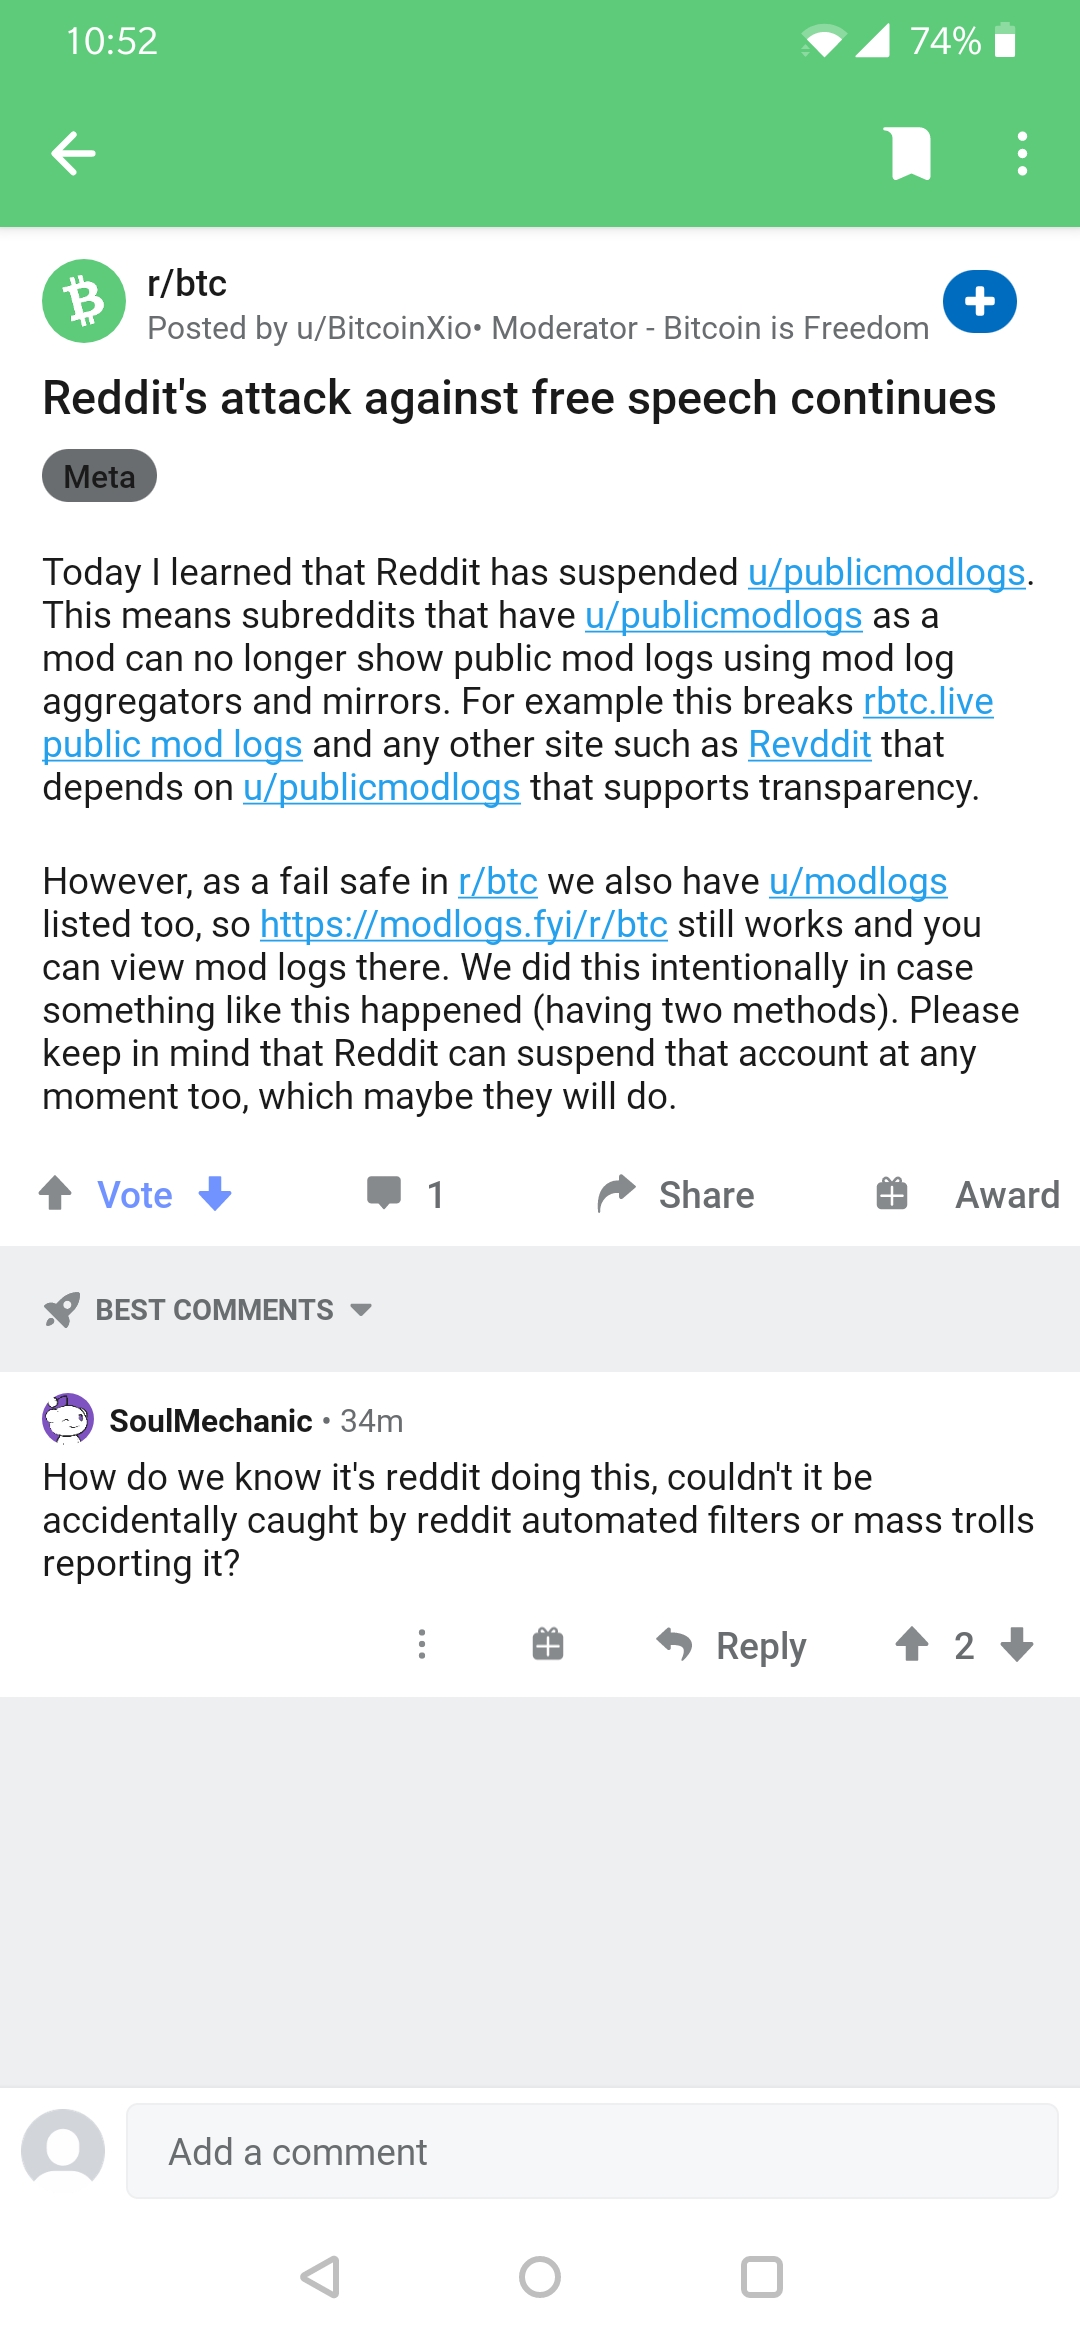 10:52
74%
r/btc
Posted by u/BitcoinXio• Moderator - Bitcoin is Freedom
Reddit's attack against free speech continues
Meta
Today I learned that Reddit has suspended u/publicmodlogs.
This means subreddits that have u/publicmodlogs as a
mod can no longer show public mod logs using mod log
aggregators and mirrors. For example this breaks rbtc.live
public mod logs and any other site such as Revddit that
depends on u/publicmodlogs that supports transparency.
However, as a fail safe in r/btc we also have u/modlogs
listed too, so https://modlogs.fyi/r/btc still works and you
can view mod logs there. We did this intentionally in case
something like this happened (having two methods). Please
keep in mind that Reddit can suspend that account at any
moment too, which maybe they will do.
Vote 1 Share Award
BEST COMMENTS
SoulMechanic • 34m
How do we know it's reddit doing this, couldn't it be
accidentally caught by reddit automated filters or mass trolls
reporting it?
Reply 2
Add a comment